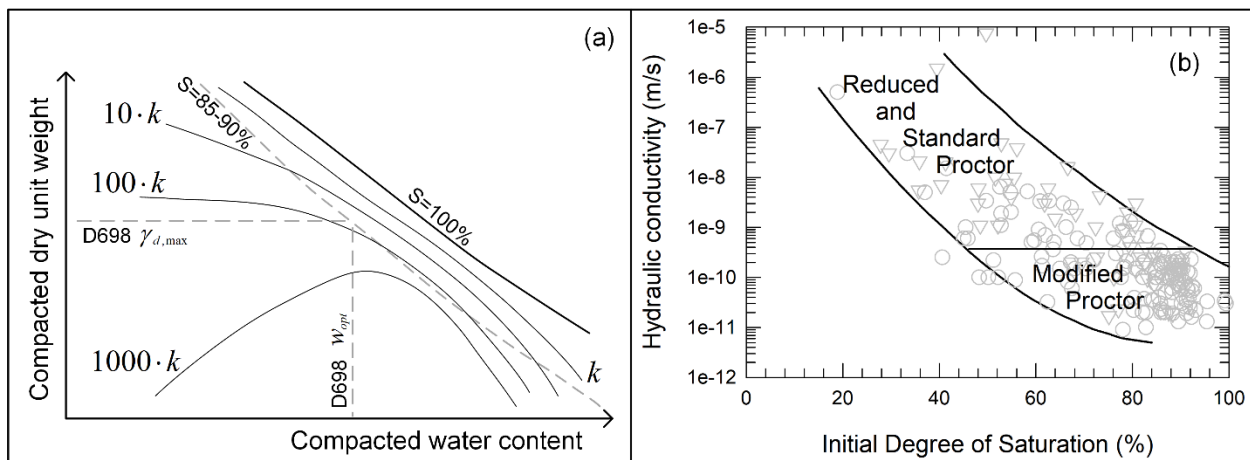 (a)
Compacted dry unit weight
10·k
100·k
1000·k
S=85-90%
S=100%
D698 γd,max
D698 wopt
k
Compacted water content
(b)
Hydraulic conductivity (m/s)
1e-5
1e-6
1e-7
1e-8
1e-9
1e-10
1e-11
1e-12
Reduced
and
Standard
Proctor
Modified
Proctor
0 20 40 60 80 100
Initial Degree of Saturation (%)